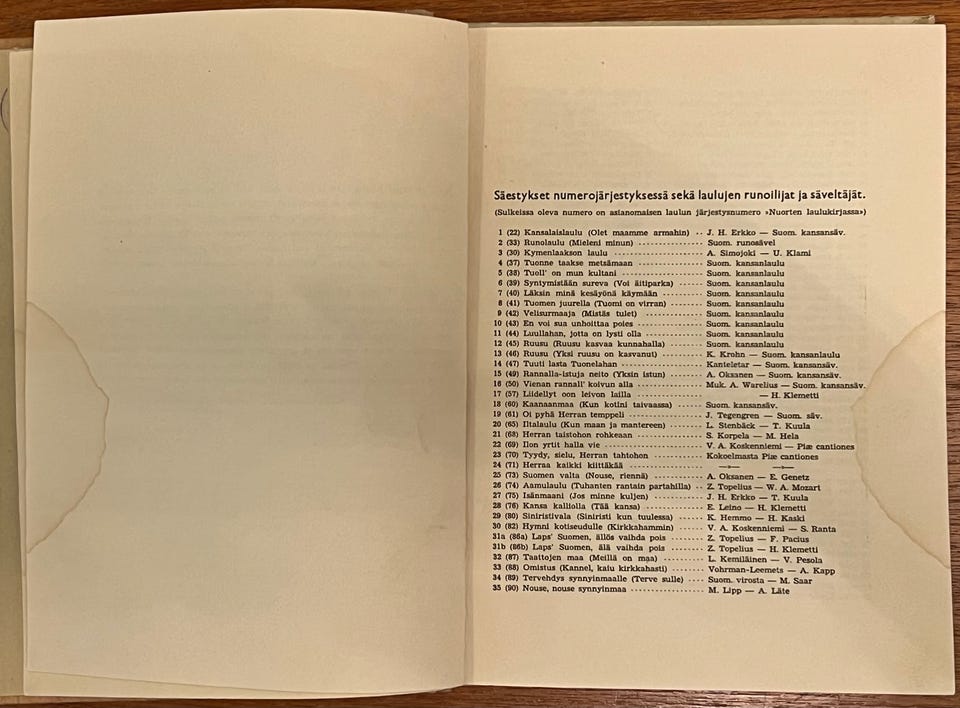 Säestykset numerojärjestyksessä sekä laulujen runoilijat ja säveltäjät.
(Sulkeissa oleva numero on asianomaisen laulun järjestysnumero »Nuorten laulukirjassa»)
1 (22) Kansalaislaulu (Olet maamme armahin) .. J. H. Erkko — Suom. kansansäv.
2 (33) Runolaulu (Mieleni minun) ............... Suom. runosävel
3 (30) Kymenlaakson laulu ..................... A. Simojoki — U. Klami
4 (37) Tuonne taakse metsämaan ................ Suom. kansanlaulu
5 (38) Tuoll' on mun kultani .................. Suom. kansanlaulu
6 (39) Syntymistään sureva (Voi äitiparka) ...... Suom. kansanlaulu
7 (40) Läksin minä kesäyönä käymään .......... Suom. kansanlaulu
8 (41) Tuomen juurella (Tuomi on virran) ........ Suom. kansanlaulu
9 (42) Velisurmaaja (Mistäs tulet) .............. Suom. kansanlaulu
10 (43) En voi sua unhoittaa poies ............... Suom. kansanlaulu
11 (44) Luullahan, jotta on lysti olla ............. Suom. kansanlaulu
12 (45) Ruusu (Ruusu kasvaa kunnahalla) ........ Suom. kansanlaulu
13 (46) Ruusu (Yksi ruusu on kasvanut) .......... K. Krohn — Suom. kansanlaulu
14 (47) Tuuti lasta Tuonelahan .................. Kanteletar — Suom. kansansäv.
15 (49) Rannalla-istuja neito (Yksin istun) ........ A. Oksanen — Suom. kansansäv.
16 (50) Vienan rannall' koivun alla ............... Muk. A. Warelius — Suom. kansansäv.
17 (57) Liidellyt oon leivon lailla ................ — H. Klemetti
18 (60) Kaanaanmaa (Kun kotini taivaassa) ...... Suom. kansansäv.
19 (61) Oi pyhä Herran temppeli ................ J. Tegengren — Suom. säv.
20 (65) Iltalaulu (Kun maan ja mantereen) ....... L. Stenbäck — T. Kuula
21 (68) Herran taistohon rohkeaan ............... S. Korpela — M. Hela
22 (69) Ilon yrtit halla vie ...................... V. A. Koskenniemi — Piæ cantiones
23 (70) Tyydy, sielu, Herran tahtohon ............ Kokoelmasta Piæ cantiones
24 (71) Herraa kaikki kiittäkää .................. —»— —»—
25 (73) Suomen valta (Nouse, riennä) ............ A. Oksanen — E. Genetz
26 (74) Aamulaulu (Tuhanten rantain partahilla) .. Z. Topelius — W. A. Mozart
27 (75) Isänmaani (Jos minne kuljen) ............ J. H. Erkko — T. Kuula
28 (76) Kansa kalliolla (Tää kansa) .............. E. Leino — H. Klemetti
29 (80) Siniristivala (Siniristi kun tuulessa) ...... K. Hemmo — H. Kaski
30 (82) Hymni kotiseudulle (Kirkkahammin) ...... V. A. Koskenniemi — S. Ranta
31a (86a) Laps' Suomen, ällös vaihda pois ........ Z. Topelius — F. Pacius
31b (86b) Laps' Suomen, älä vaihda pois ........ Z. Topelius — H. Klemetti
32 (87) Taattojen maa (Meillä on maa) ........... L. Kemiläinen — V. Pesola
33 (88) Omistus (Kannel, kaiu kirkkahasti) ........ Vohrman-Leemets — A. Kapp
34 (89) Tervehdys synnyinmaalle (Terve sulle) .... Suom. virosta — M. Saar
35 (90) Nouse, nouse synnyinmaa ............... M. Lipp — A. Läte